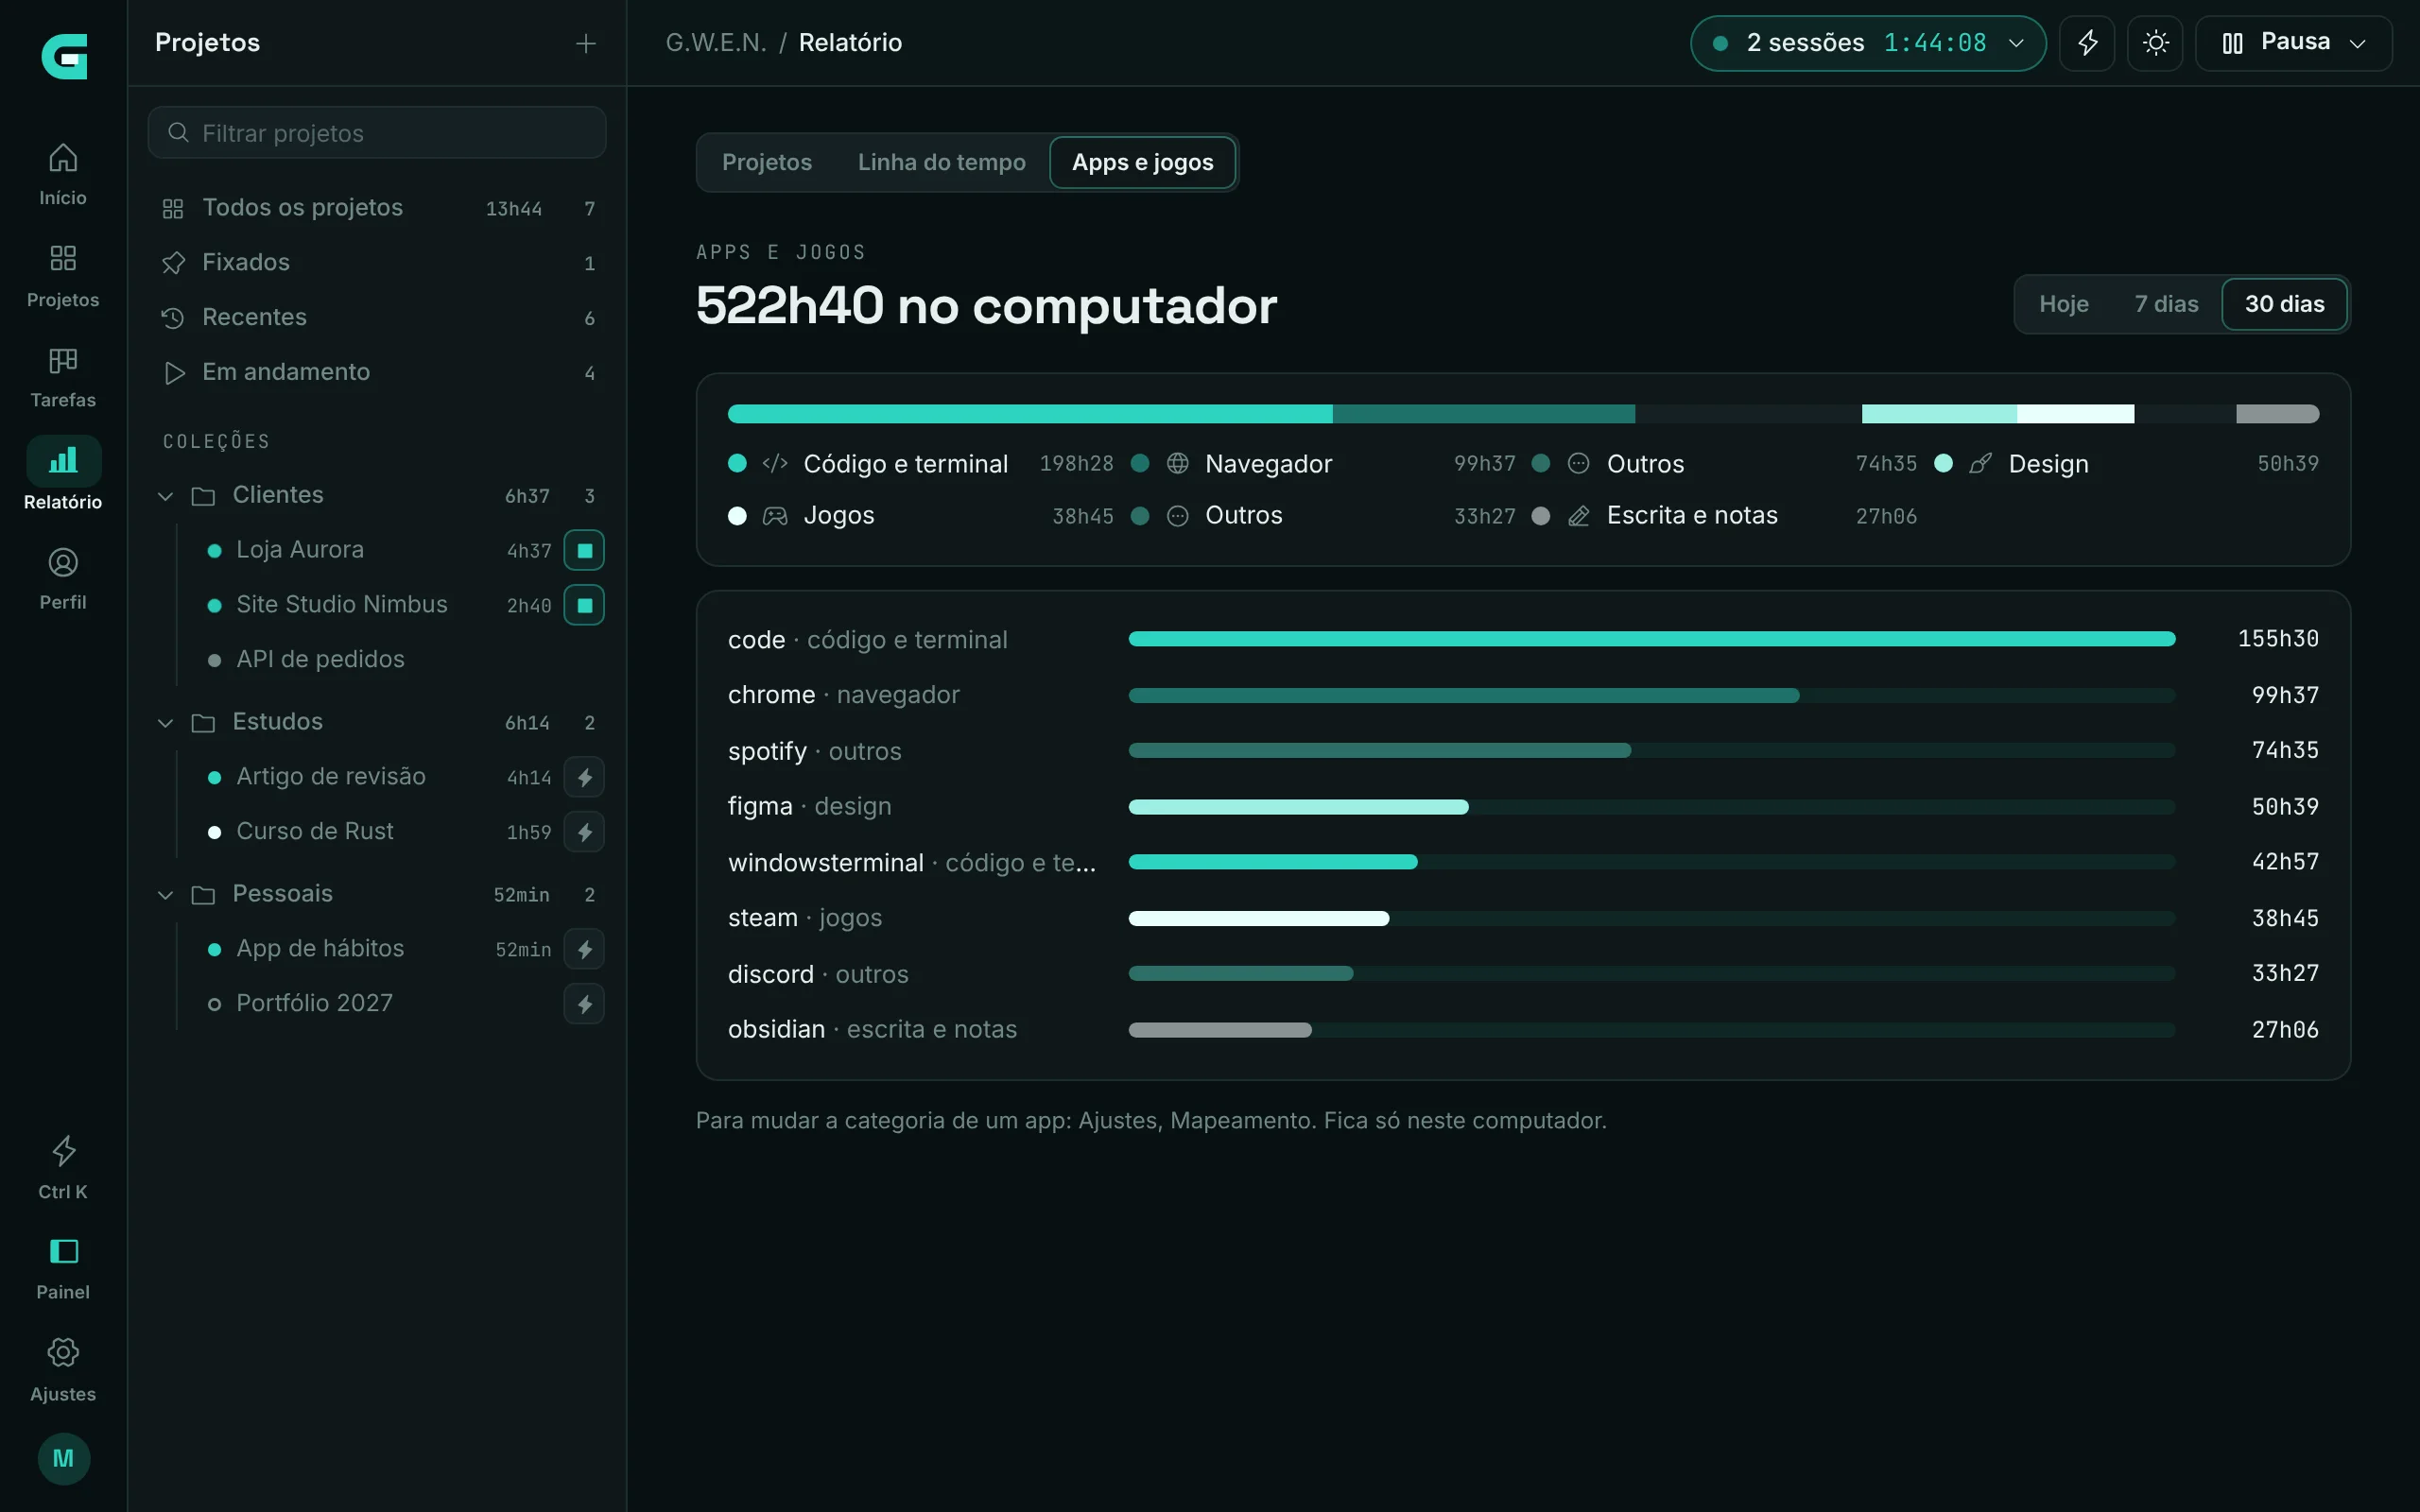 Início
Projetos
Tarefas
Relatório
Perfil
Ctrl K
Painel
Ajustes
M
Projetos
Filtrar projetos
Todos os projetos 13h44 7
Fixados 1
Recentes 6
Em andamento 4
COLEÇÕES
Clientes 6h37 3
Loja Aurora 4h37
Site Studio Nimbus 2h40
API de pedidos
Estudos 6h14 2
Artigo de revisão 4h14
Curso de Rust 1h59
Pessoais 52min 2
App de hábitos 52min
Portfólio 2027
G.W.E.N. / Relatório
2 sessões 1:44:08
Pausa
Projetos Linha do tempo Apps e jogos
APPS E JOGOS
522h40 no computador
Hoje 7 dias 30 dias
Código e terminal 198h28 Navegador 99h37 Outros 74h35 Design 50h39
Jogos 38h45 Outros 33h27 Escrita e notas 27h06
code · código e terminal 155h30
chrome · navegador 99h37
spotify · outros 74h35
figma · design 50h39
windowsterminal · código e te... 42h57
steam · jogos 38h45
discord · outros 33h27
obsidian · escrita e notas 27h06
Para mudar a categoria de um app: Ajustes, Mapeamento. Fica só neste computador.